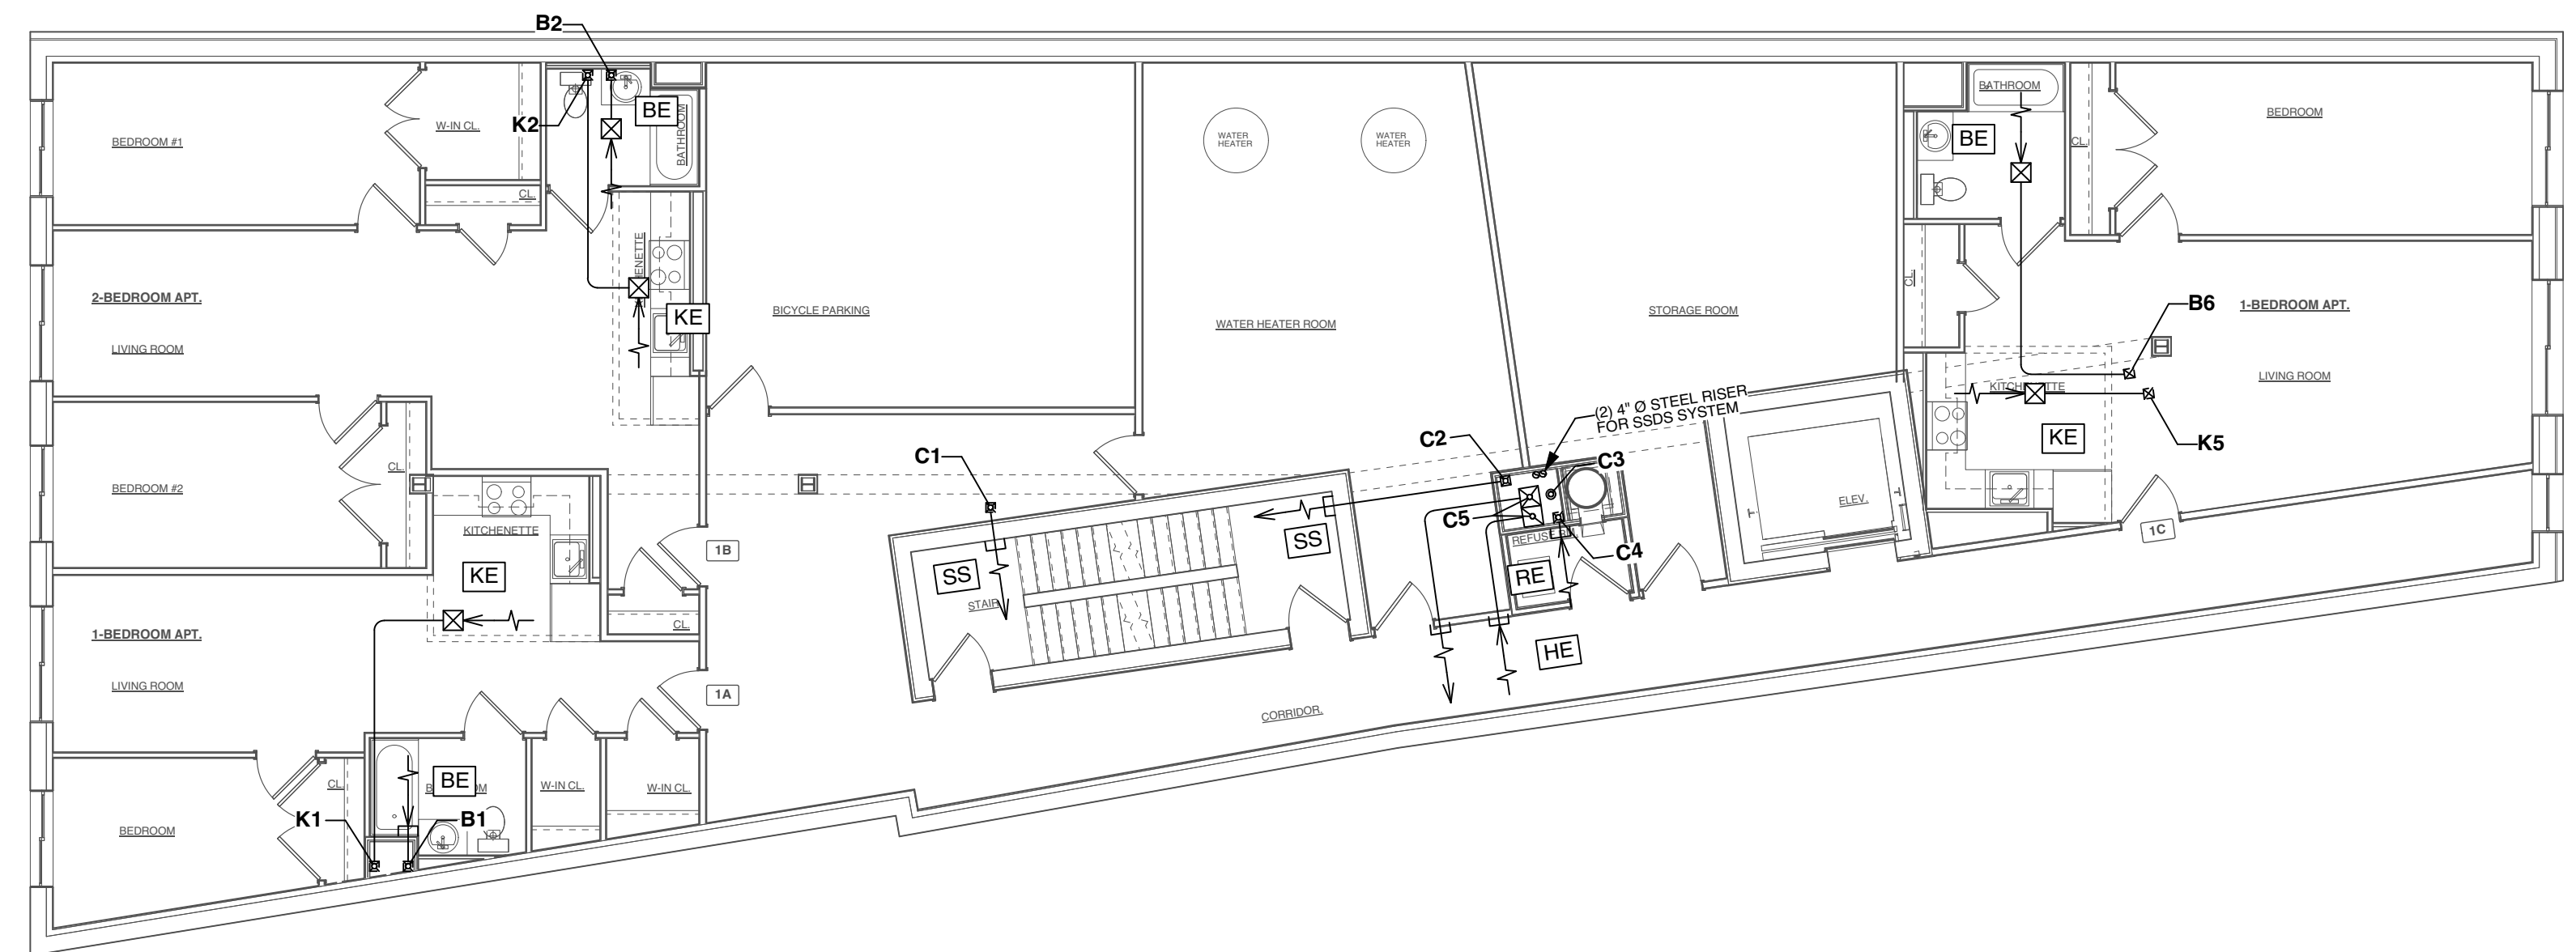 B2
BATHROOM
BE
BEDROOM
BEDROOM #1
W-IN CL.
K2
BE
BATHROOM
WATER
HEATER
WATER
HEATER
CL.
CL.
CL.
2-BEDROOM APT.
KE
BICYCLE PARKING
WATER HEATER ROOM
STORAGE ROOM
B6
1-BEDROOM APT.
LIVING ROOM
LIVING ROOM
KITCHENETTE
(2) 4" Ø STEEL RISER
FOR SSDS SYSTEM
KE
K5
C1
C2
C3
CL.
BEDROOM #2
KITCHENETTE
ELEV.
C5
SS
C4
1B
1C
KE
SS
STAIR
RE
CL.
1-BEDROOM APT.
HE
LIVING ROOM
1A
CORRIDOR
CL.
BE
W-IN CL.
W-IN CL.
K1
B1
BEDROOM